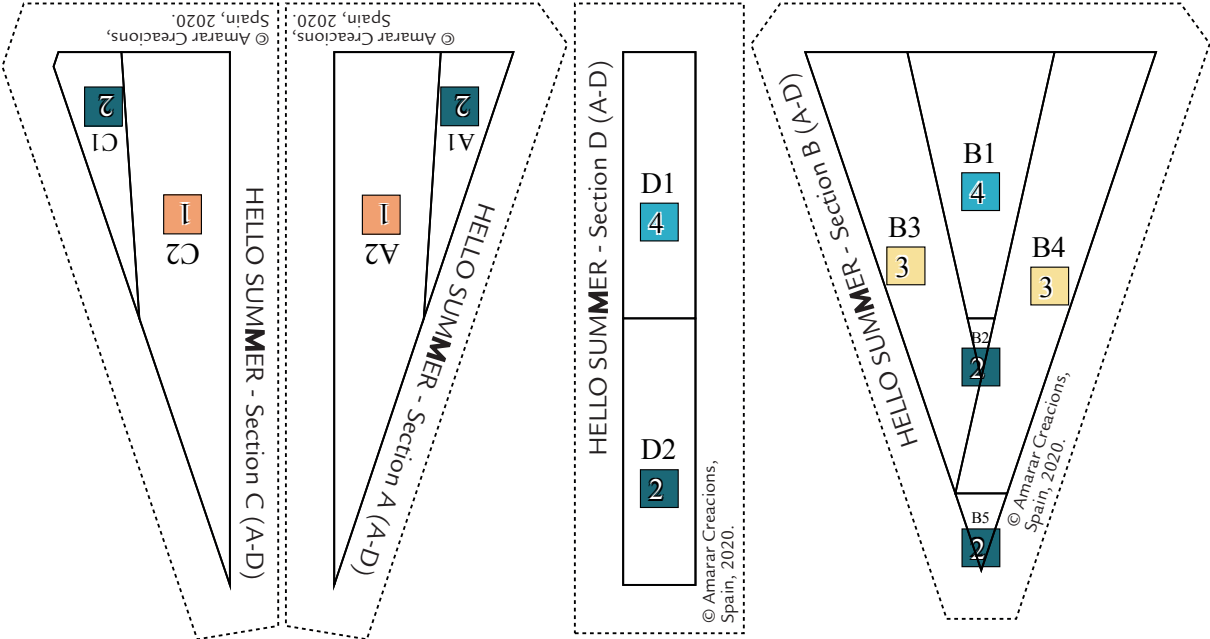 © Amarar Creacions,
Spain, 2020.
2
C1
1
C2
HELLO SUMMER - Section C (A-D)
© Amarar Creacions,
Spain, 2020.
2
A1
1
A2
HELLO SUMMER - Section A (A-D)
HELLO SUMMER - Section D (A-D)
D1
4
D2
2
© Amarar Creacions,
Spain, 2020.
HELLO SUMMER - Section B (A-D)
B1
4
B3
3
B4
3
B2
2
B5
2
© Amarar Creacions,
Spain, 2020.